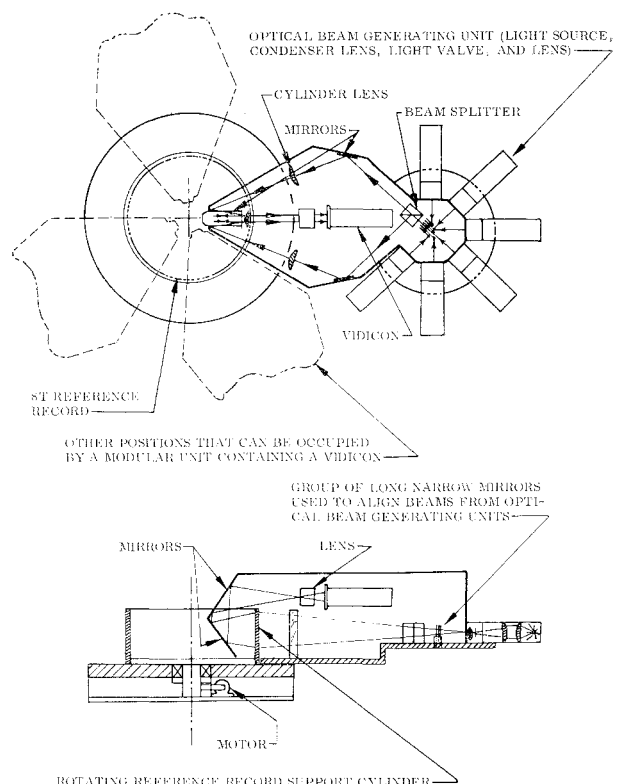 OPTICAL BEAM GENERATING UNIT (LIGHT SOURCE,
CONDENSER LENS, LIGHT VALVE, AND LENS)
CYLINDER LENS
BEAM SPLITTER
MIRRORS
VIDICON
ST REFERENCE
RECORD
OTHER POSITIONS THAT CAN BE OCCUPIED
BY A MODULAR UNIT CONTAINING A VIDICON
GROUP OF LONG NARROW MIRRORS
USED TO ALIGN BEAMS FROM OPTI-
CAL BEAM GENERATING UNITS
MIRRORS
LENS
MOTOR
ROTATING REFERENCE RECORD SUPPORT CYLINDER